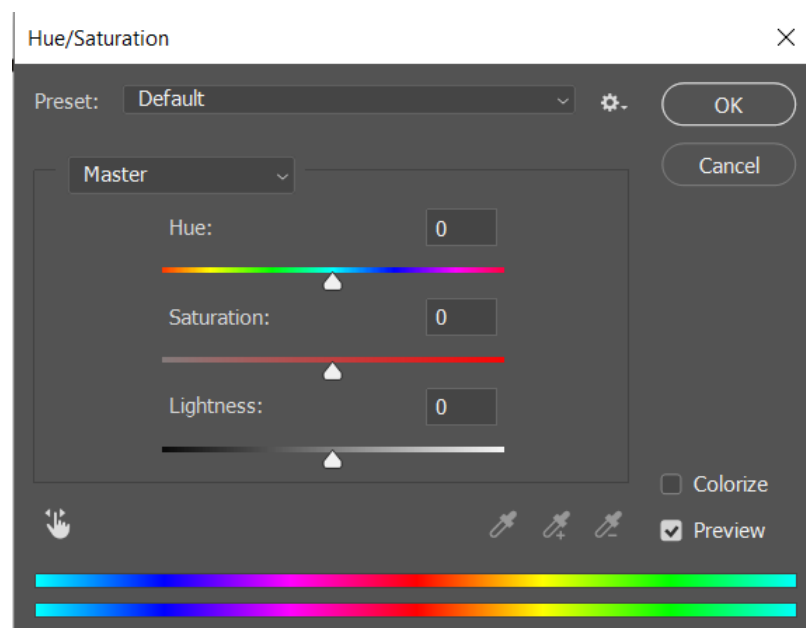 Hue/Saturation
Preset: Default
OK
Master
Cancel
Hue: 0
Saturation: 0
Lightness: 0
Colorize
Preview